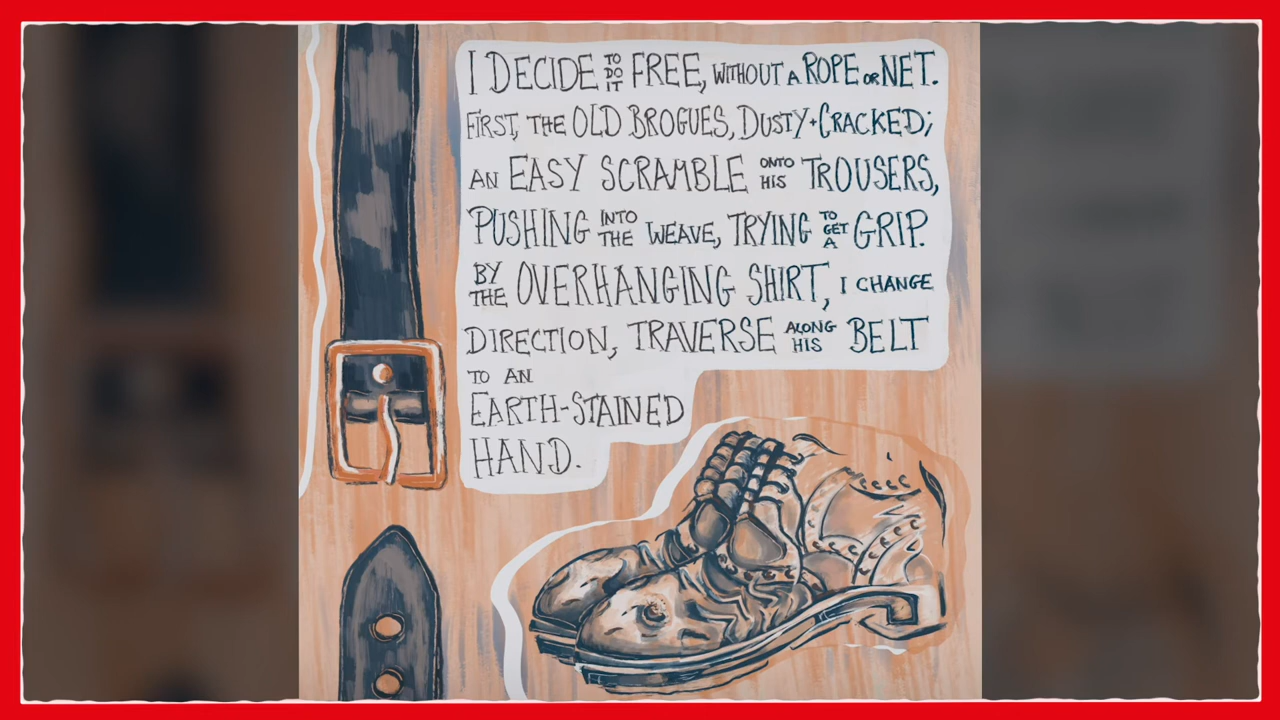 I DECIDE TO DO IT FREE, WITHOUT A ROPE OR NET.
FIRST, THE OLD BROGUES, DUSTY + CRACKED;
AN EASY SCRAMBLE ONTO HIS TROUSERS,
PUSHING INTO THE WEAVE, TRYING TO GET A GRIP.
BY THE OVERHANGING SHIRT, I CHANGE
DIRECTION, TRAVERSE ALONG HIS BELT
TO AN
EARTH-STAINED
HAND.